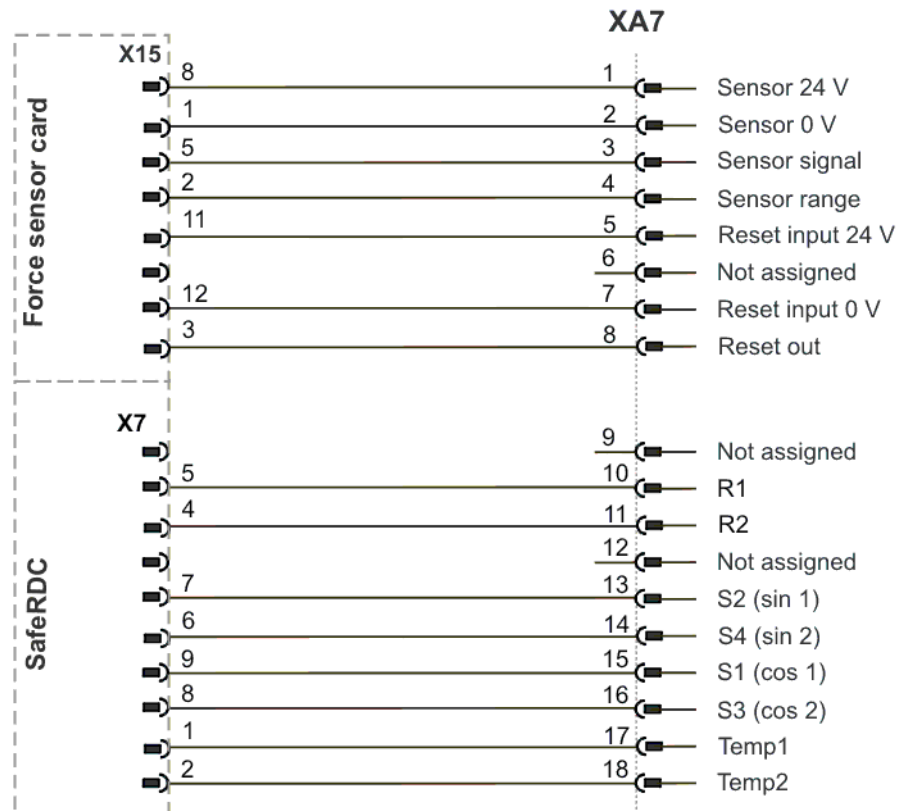 XA7
X15
Force sensor card
8 1 Sensor 24 V
1 2 Sensor 0 V
5 3 Sensor signal
2 4 Sensor range
11 5 Reset input 24 V
6 Not assigned
12 7 Reset input 0 V
3 8 Reset out
X7
SafeRDC
9 Not assigned
5 10 R1
4 11 R2
12 Not assigned
7 13 S2 (sin 1)
6 14 S4 (sin 2)
9 15 S1 (cos 1)
8 16 S3 (cos 2)
1 17 Temp1
2 18 Temp2